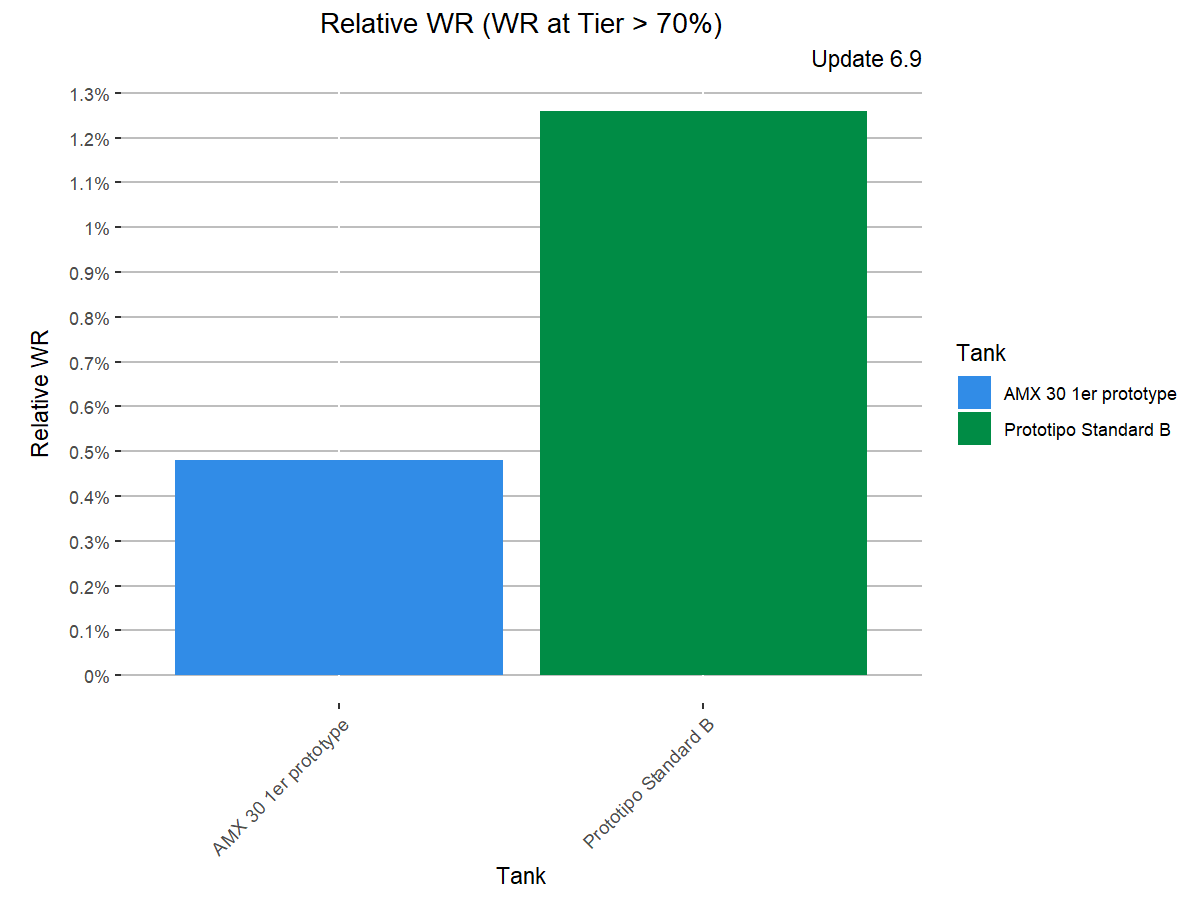 Relative WR (WR at Tier > 70%)
Update 6.9
Relative WR
1.3%
1.2%
1.1%
1%
0.9%
0.8%
0.7%
0.6%
0.5%
0.4%
0.3%
0.2%
0.1%
0%
AMX 30 1er prototype
Prototipo Standard B
Tank
Tank
AMX 30 1er prototype
Prototipo Standard B